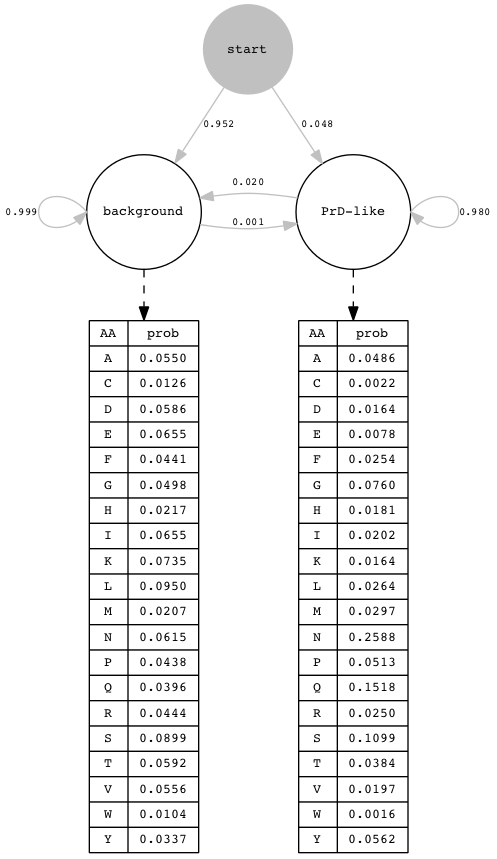 start
0.952
0.048
0.999
background
0.020
0.001
PrD-like
0.980
AA prob
A 0.0550
C 0.0126
D 0.0586
E 0.0655
F 0.0441
G 0.0498
H 0.0217
I 0.0655
K 0.0735
L 0.0950
M 0.0207
N 0.0615
P 0.0438
Q 0.0396
R 0.0444
S 0.0899
T 0.0592
V 0.0556
W 0.0104
Y 0.0337
AA prob
A 0.0486
C 0.0022
D 0.0164
E 0.0078
F 0.0254
G 0.0760
H 0.0181
I 0.0202
K 0.0164
L 0.0264
M 0.0297
N 0.2588
P 0.0513
Q 0.1518
R 0.0250
S 0.1099
T 0.0384
V 0.0197
W 0.0016
Y 0.0562